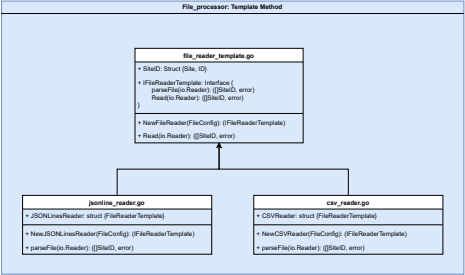 File_processor: Template Method
file_reader_template.go
+ SiteID: Struct {Site, ID}
+ IFileReaderTemplate: Interface {
parseFile(io.Reader): ([]SiteID, error)
Read(io.Reader): ([]SiteID, error)
}
+ NewFileReader(FileConfig): (IFileReaderTemplate)
+ Read(io.Reader): ([]SiteID, error)
jsonline_reader.go
+ JSONLinesReader: struct {FileReaderTemplate}
+ NewJSONLinesReader(FileConfig): (IFileReaderTemplate)
+ parseFile(io.Reader): ([]SiteID, error)
csv_reader.go
+ CSVReader: struct {FileReaderTemplate}
+ NewCSVReader(FileConfig): (IFileReaderTemplate)
+ parseFile(io.Reader): ([]SiteID, error)